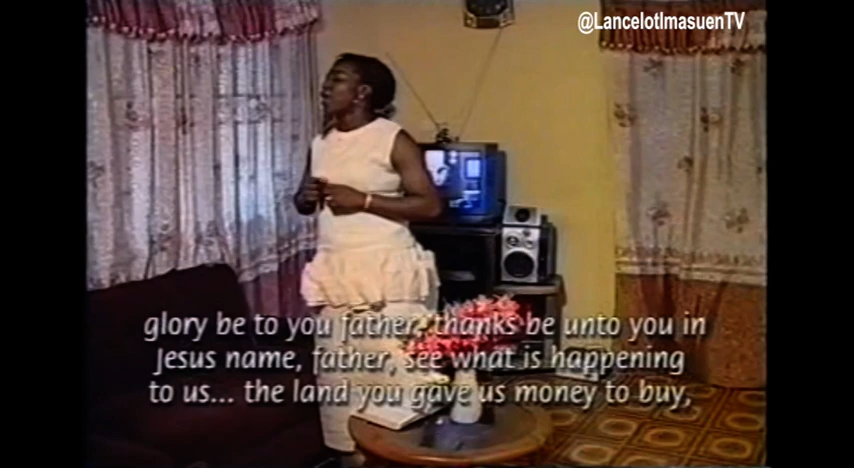 @LancelotImasuenTV
glory be to you father, thanks be unto you in
Jesus name, father, see what is happening
to us... the land you gave us money to buy,